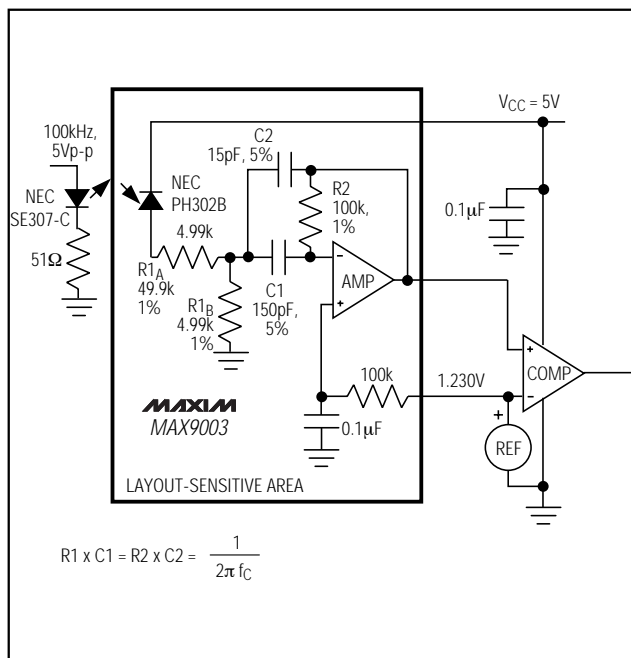 VCC = 5V
100kHz,
5Vp-p
NEC
SE307-C
51Ω
NEC
PH302B
C2
15pF, 5%
R2
100k,
1%
0.1μF
4.99k
R1A
49.9k
1%
R1B
4.99k
1%
C1
150pF,
5%
-
AMP
+
100k
0.1μF
1.230V
+
COMP
-
+
REF
MAXIM
MAX9003
LAYOUT-SENSITIVE AREA
R1 x C1 = R2 x C2 = 1
2π fC